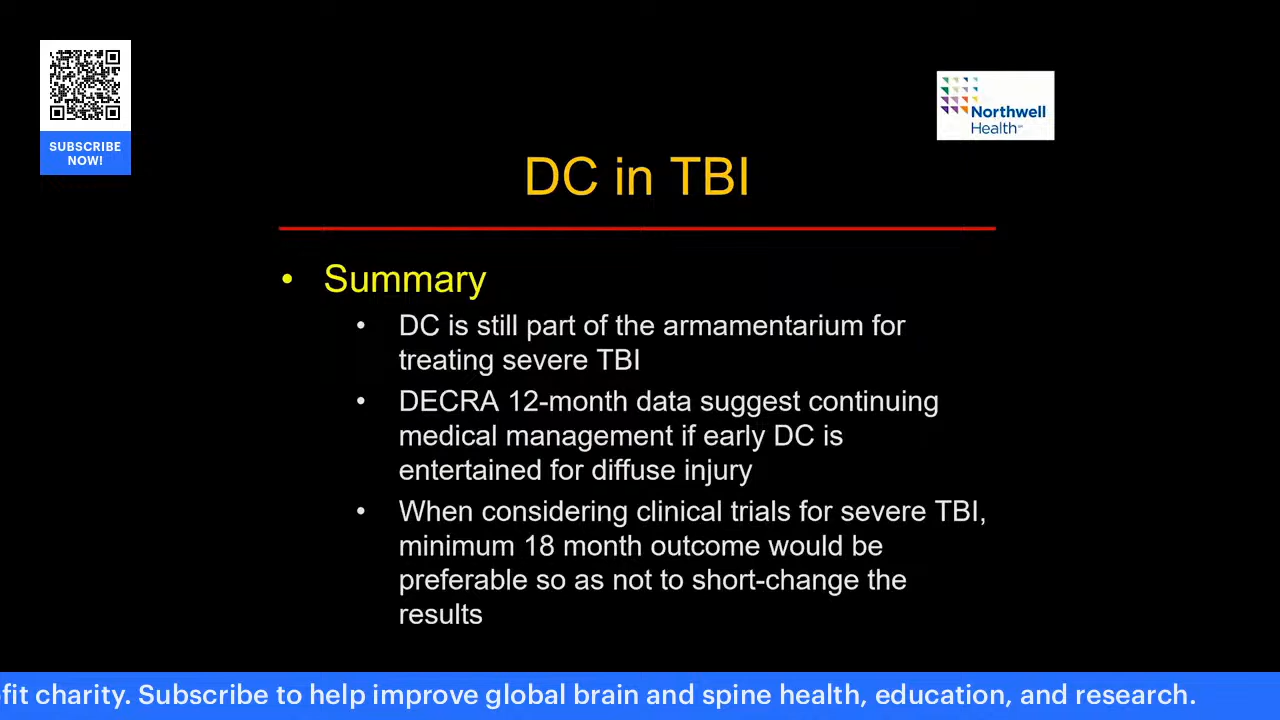 SUBSCRIBE
NOW!
Northwell
Health
DC in TBI
• Summary
• DC is still part of the armamentarium for
treating severe TBI
• DECRA 12-month data suggest continuing
medical management if early DC is
entertained for diffuse injury
• When considering clinical trials for severe TBI,
minimum 18 month outcome would be
preferable so as not to short-change the
results
fit charity. Subscribe to help improve global brain and spine health, education, and research.